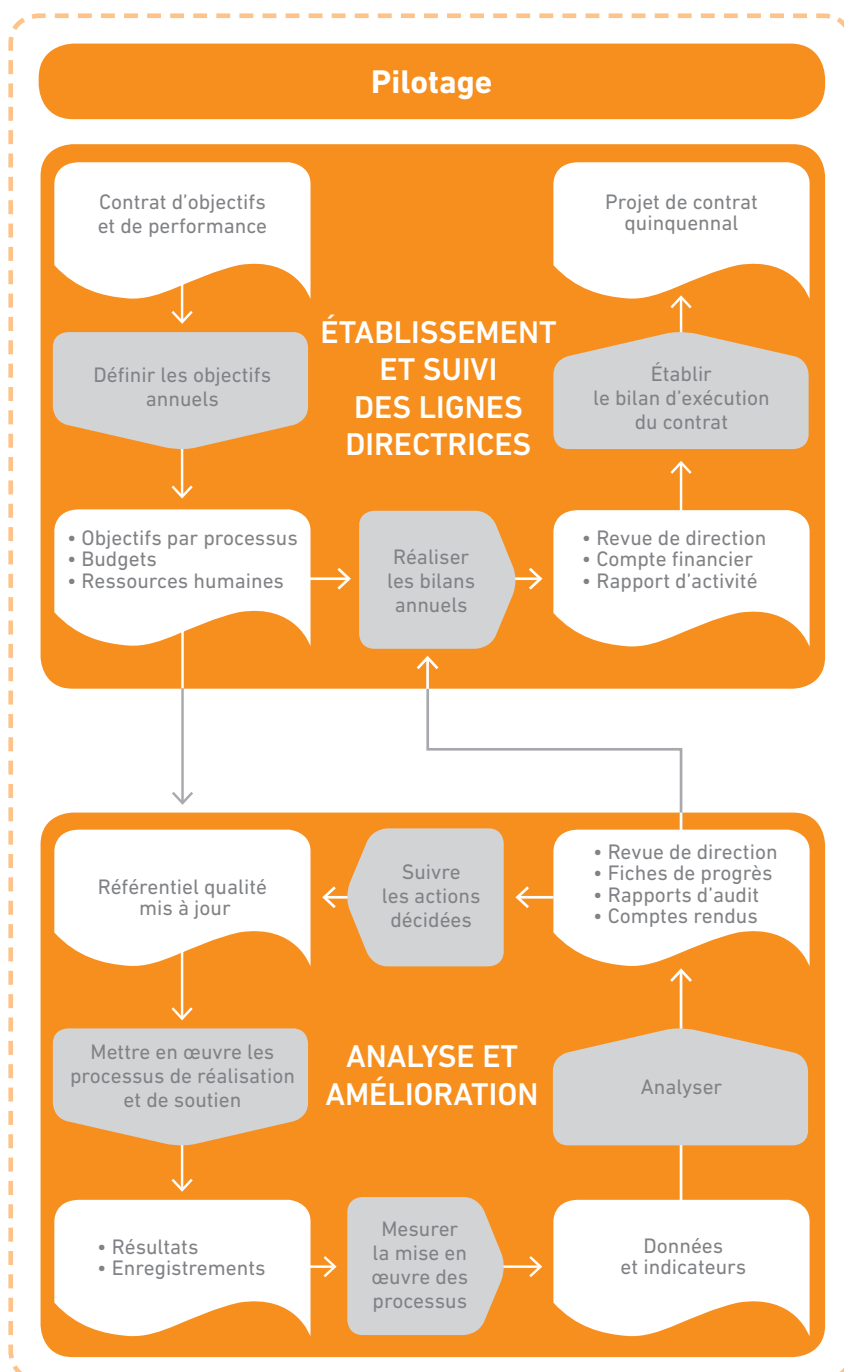 Pilotage
Contrat d'objectifs
et de performance
Projet de contrat
quinquennal
ÉTABLISSEMENT
ET SUIVI
DES LIGNES
DIRECTRICES
Définir les objectifs
annuels
Établir
le bilan d'exécution
du contrat
• Objectifs par processus
• Budgets
• Ressources humaines
Réaliser
les bilans
annuels
• Revue de direction
• Compte financier
• Rapport d'activité
Référentiel qualité
mis à jour
Suivre
les actions
décidées
• Revue de direction
• Fiches de progrès
• Rapports d'audit
• Comptes rendus
Mettre en œuvre les
processus de réalisation
et de soutien
ANALYSE ET
AMÉLIORATION
Analyser
• Résultats
• Enregistrements
Mesurer
la mise en
œuvre des
processus
Données
et indicateurs